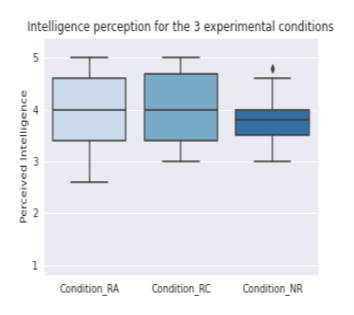 Intelligence perception for the 3 experimental conditions
Perceived Intelligence
5
4
3
2
1
Condition_RA Condition_RC Condition_NR